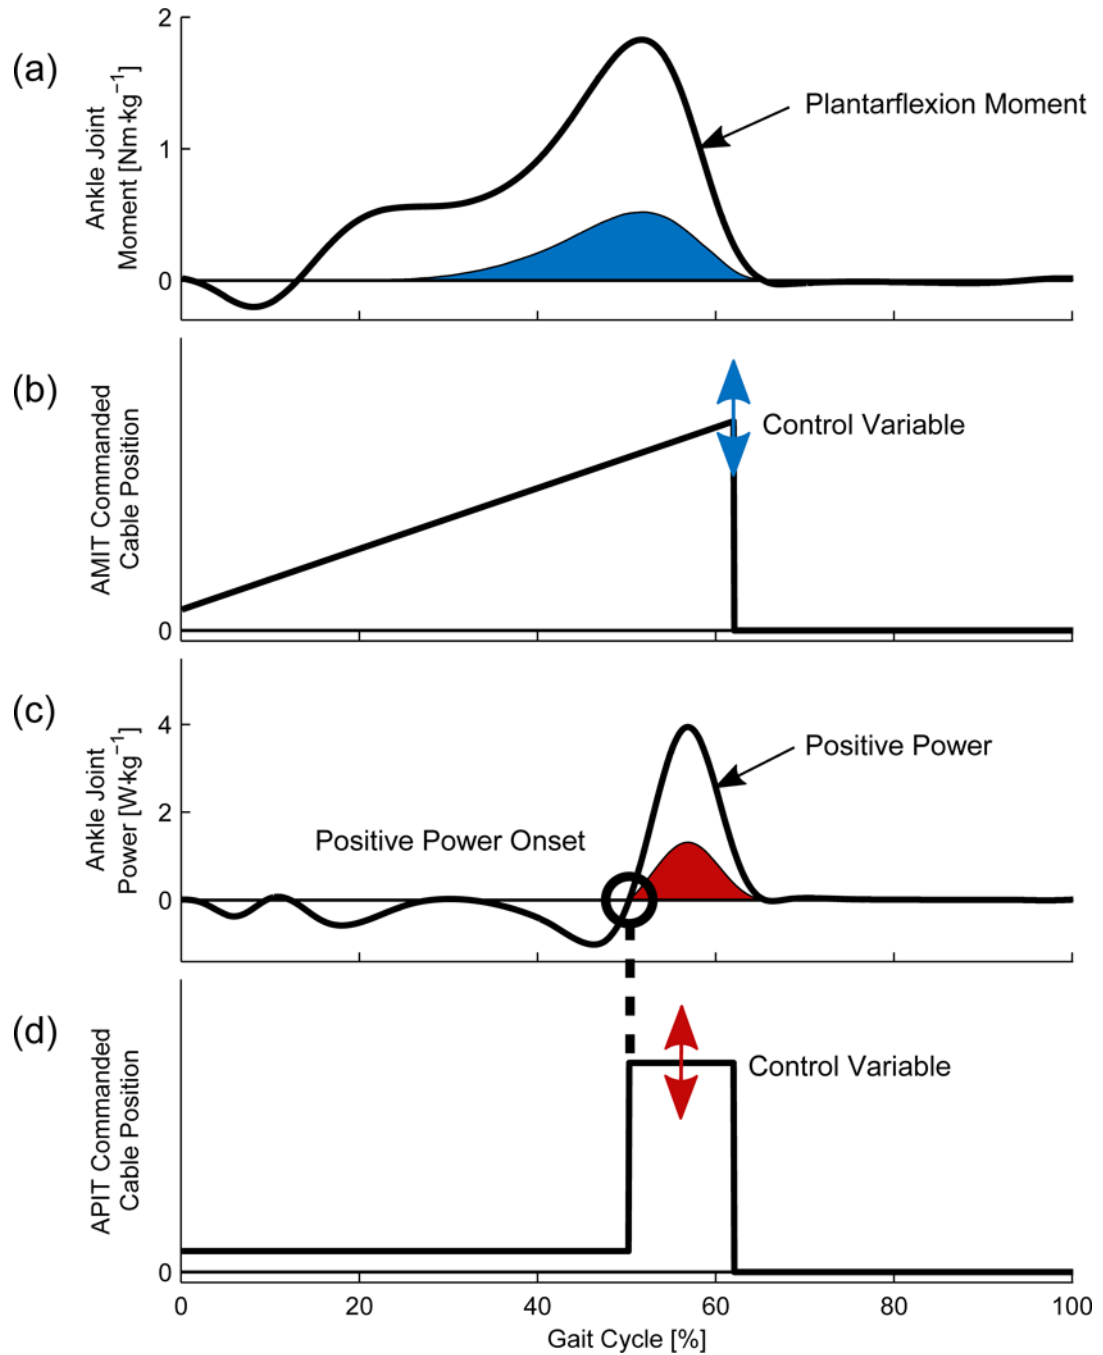 (a)
Ankle Joint
Moment [Nm·kg⁻¹]
2
1
0
Plantarflexion Moment
(b)
AMIT Commanded
Cable Position
0
Control Variable
(c)
Ankle Joint
Power [W·kg⁻¹]
4
2
0
Positive Power
Positive Power Onset
(d)
APIT Commanded
Cable Position
0
Control Variable
0 20 40 60 80 100
Gait Cycle [%]